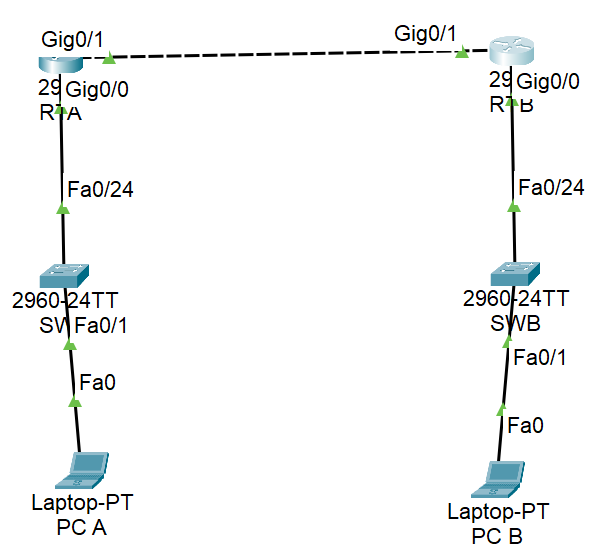 Gig0/1
Gig0/1
29
Gig0/0
29
Gig0/0
Fa0/24
Fa0/24
2960-24TT
SW
Fa0/1
2960-24TT
SWB
Fa0/1
Fa0
Fa0
Laptop-PT
PC A
Laptop-PT
PC B